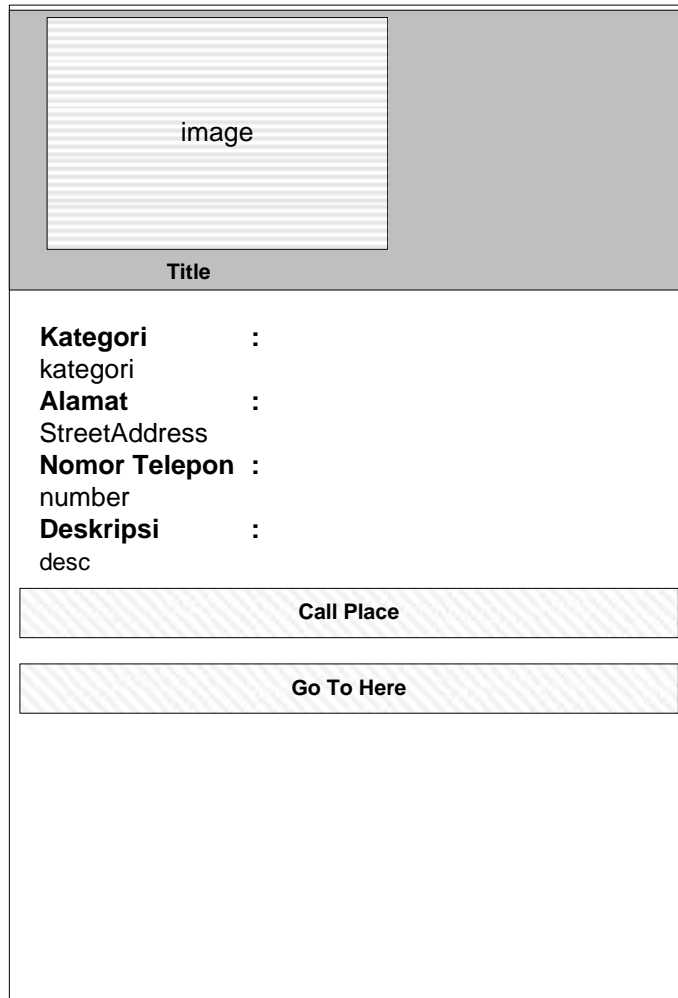 image
Title
Kategori :
kategori
Alamat :
StreetAddress
Nomor Telepon :
number
Deskripsi :
desc
Call Place
Go To Here